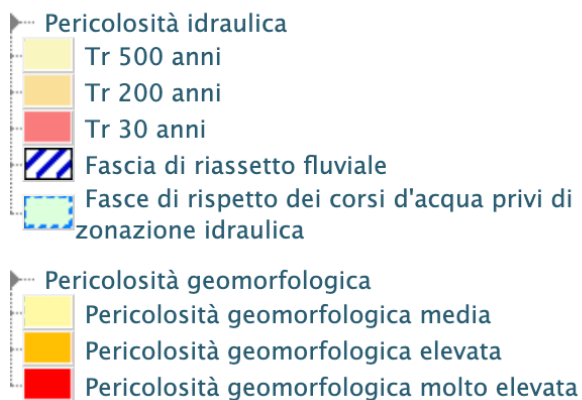 Pericolosità idraulica
Tr 500 anni
Tr 200 anni
Tr 30 anni
Fascia di riassetto fluviale
Fasce di rispetto dei corsi d'acqua privi di
zonazione idraulica
Pericolosità geomorfologica
Pericolosità geomorfologica media
Pericolosità geomorfologica elevata
Pericolosità geomorfologica molto elevata